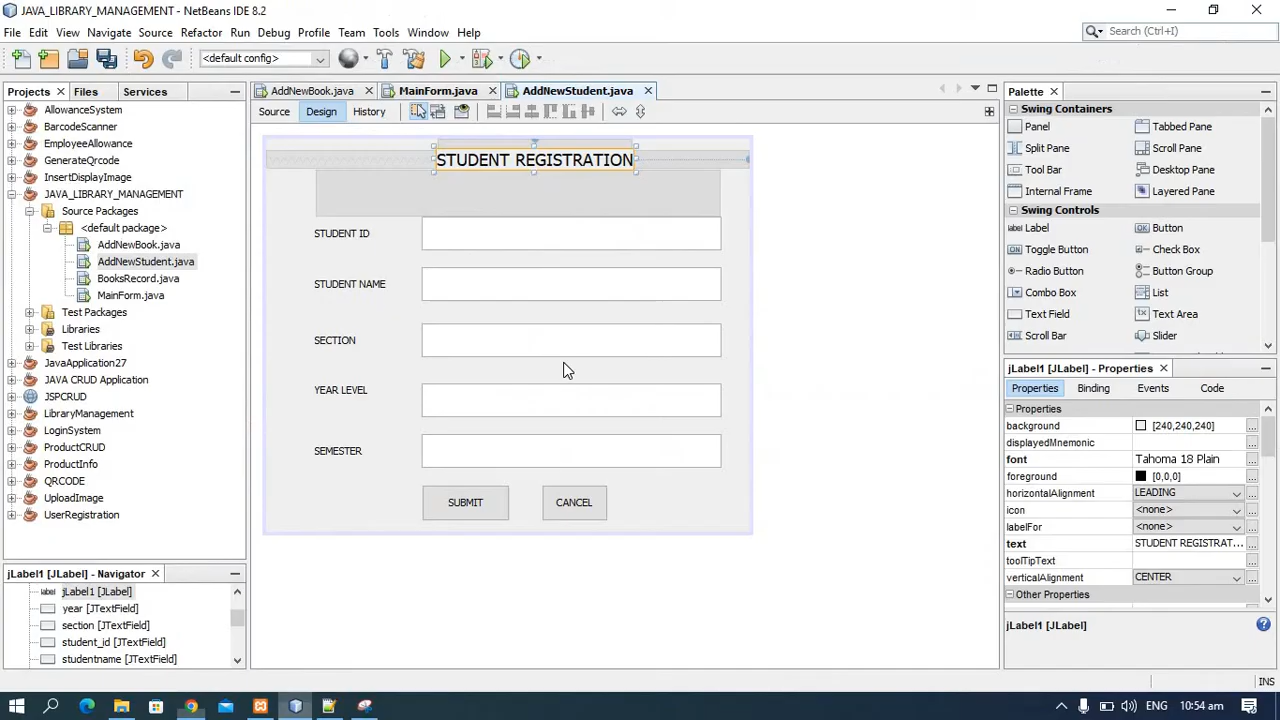 JAVA_LIBRARY_MANAGEMENT - NetBeans IDE 8.2
File Edit View Navigate Source Refactor Run Debug Profile Team Tools Window Help
Search (Ctrl+I)
<default config>
Projects Files Services
AllowanceSystem
BarcodeScanner
EmployeeAllowance
GenerateQrcode
InsertDisplayImage
JAVA_LIBRARY_MANAGEMENT
Source Packages
<default package>
AddNewBook.java
AddNewStudent.java
BooksRecord.java
MainForm.java
Test Packages
Libraries
Test Libraries
JavaApplication27
JAVA CRUD Application
JSPCRUD
LibraryManagement
LoginSystem
ProductCRUD
ProductInfo
QRCODE
UploadImage
UserRegistration
jLabel1 [JLabel] - Navigator
label jLabel1 [JLabel]
year [JTextField]
section [JTextField]
student_id [JTextField]
studentname [JTextField]
AddNewBook.java MainForm.java AddNewStudent.java
Source Design History
STUDENT REGISTRATION
STUDENT ID
STUDENT NAME
SECTION
YEAR LEVEL
SEMESTER
SUBMIT CANCEL
Palette
Swing Containers
Panel Tabbed Pane
Split Pane Scroll Pane
Tool Bar Desktop Pane
Internal Frame Layered Pane
Swing Controls
label Label Button
Toggle Button Check Box
Radio Button Button Group
Combo Box List
Text Field Text Area
Scroll Bar Slider
jLabel1 [JLabel] - Properties
Properties Binding Events Code
Properties
background [240,240,240] ...
displayedMnemonic ...
font Tahoma 18 Plain ...
foreground [0,0,0] ...
horizontalAlignment LEADING ...
icon <none> ...
labelFor <none> ...
text STUDENT REGISTRAT... ...
toolTipText ...
verticalAlignment CENTER ...
Other Properties
jLabel1 [JLabel]
INS
ENG 10:54 am